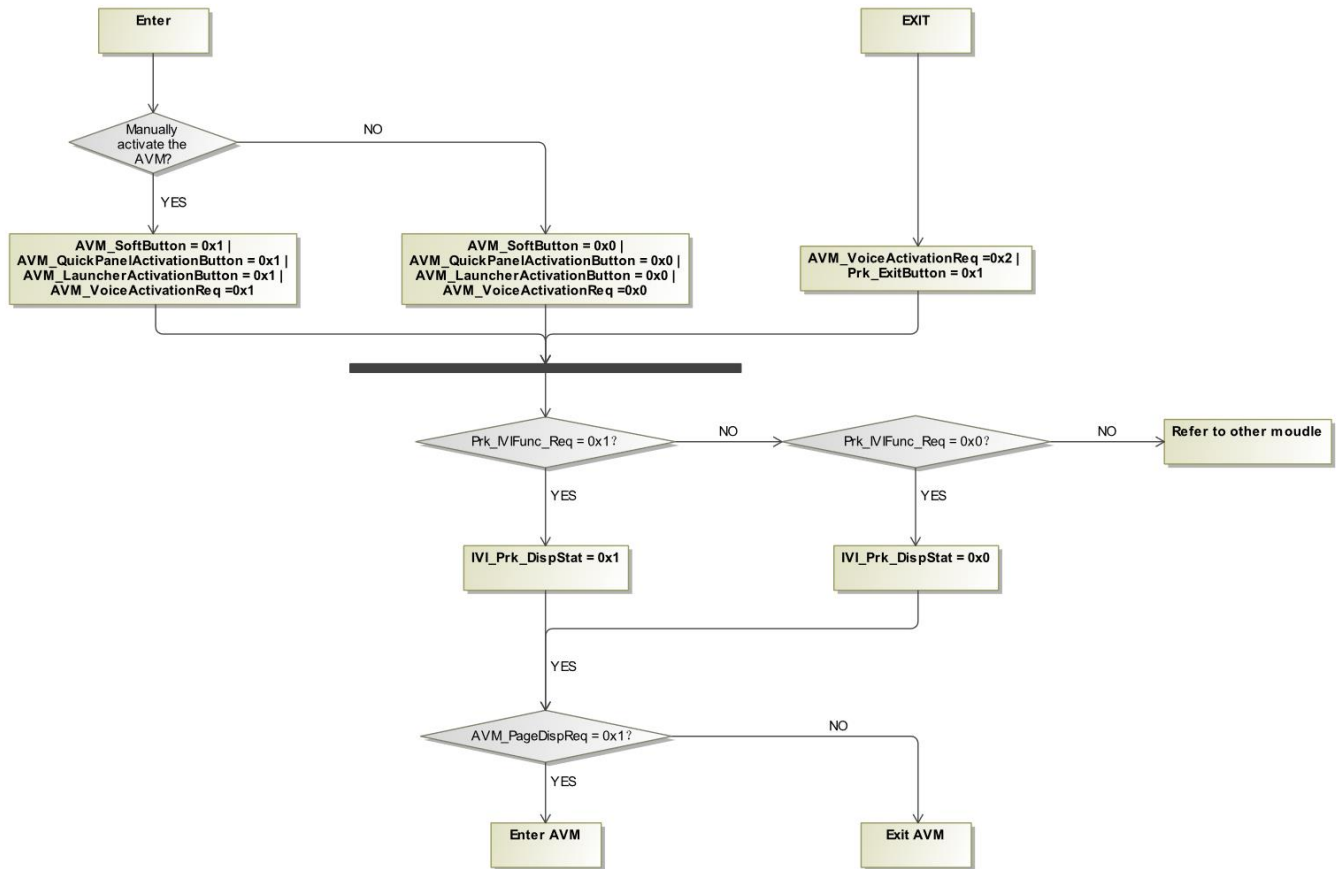 Enter
EXIT
Manually
activate the
AVM?
NO
YES
AVM_SoftButton = 0x1 |
AVM_QuickPanelActivationButton = 0x1 |
AVM_LauncherActivationButton = 0x1 |
AVM_VoiceActivationReq =0x1
AVM_SoftButton = 0x0 |
AVM_QuickPanelActivationButton = 0x0 |
AVM_LauncherActivationButton = 0x0 |
AVM_VoiceActivationReq =0x0
AVM_VoiceActivationReq =0x2 |
Prk_ExitButton = 0x1
Prk_IVIFunc_Req = 0x1?
NO
Prk_IVIFunc_Req = 0x0?
NO
Refer to other moudle
YES
YES
IVI_Prk_DispStat = 0x1
IVI_Prk_DispStat = 0x0
YES
AVM_PageDispReq = 0x1?
NO
YES
Enter AVM
Exit AVM